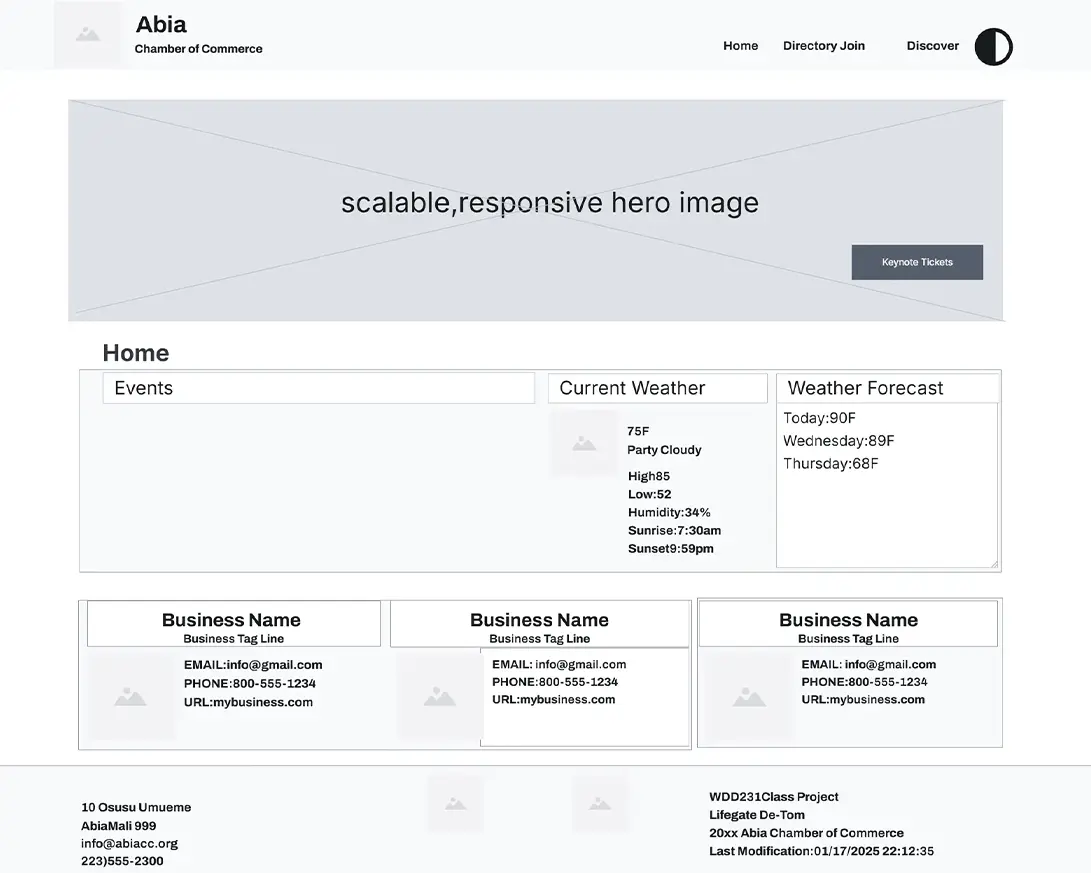 Abia
Chamber of Commerce
Home
Directory Join
Discover
scalable,responsive hero image
Keynote Tickets
Home
Events
Current Weather
75F
Party Cloudy
High85
Low:52
Humidity:34%
Sunrise:7:30am
Sunset9:59pm
Weather Forecast
Today:90F
Wednesday:89F
Thursday:68F
Business Name
Business Tag Line
EMAIL:info@gmail.com
PHONE:800-555-1234
URL:mybusiness.com
Business Name
Business Tag Line
EMAIL: info@gmail.com
PHONE:800-555-1234
URL:mybusiness.com
Business Name
Business Tag Line
EMAIL: info@gmail.com
PHONE:800-555-1234
URL:mybusiness.com
10 Osusu Umueme
AbiaMali 999
info@abiacc.org
223)555-2300
WDD231Class Project
Lifegate De-Tom
20xx Abia Chamber of Commerce
Last Modification:01/17/2025 22:12:35